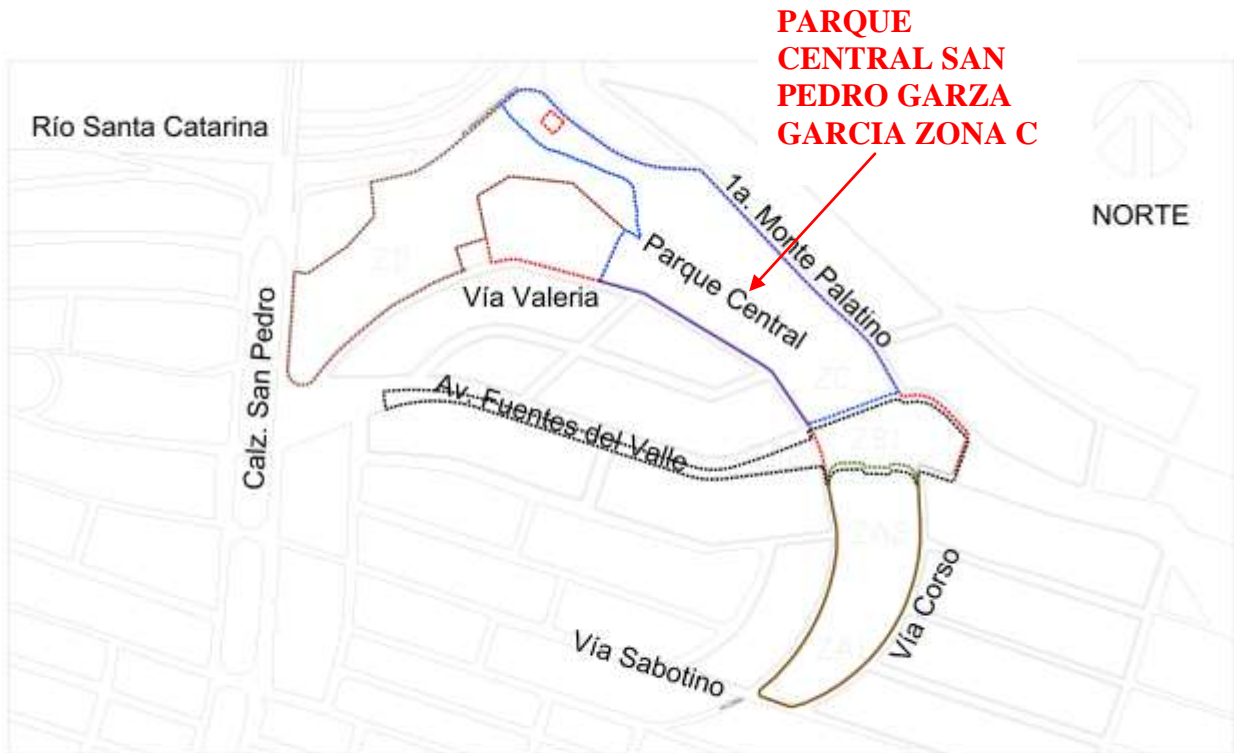 PARQUE
CENTRAL SAN
PEDRO GARZA
GARCIA ZONA C
Río Santa Catarina
NORTE
1a. Monte Palatino
Parque Central
Vía Valeria
Calz. San Pedro
Av. Fuentes del Valle
Vía Corso
Vía Sabotino